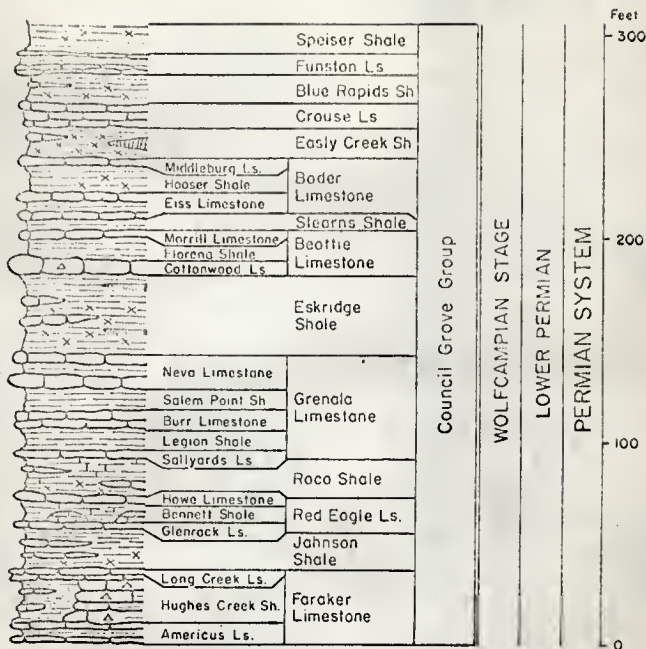 Feet
300
Speiser Shale
Funston Ls
Blue Rapids Sh
Crouse Ls
Easly Creek Sh
Middleburg Ls.
Hooser Shale
Eiss Limestone
Bader
Limestone
Stearns Shale
200
Morrill Limestone
Florena Shale
Cottonwood Ls
Beattie
Limestone
Eskridge
Shale
Neva Limestone
Salem Point Sh
Burr Limestone
Legion Shale
Sallyards Ls
Grenola
Limestone
100
Roca Shale
Howe Limestone
Bennett Shale
Glenrock Ls.
Red Eagle Ls.
Johnson
Shale
Long Creek Ls.
Hughes Creek Sh.
Americus Ls.
Foraker
Limestone
0
Council Grove Group
WOLFCAMPIAN STAGE
LOWER PERMIAN
PERMIAN SYSTEM